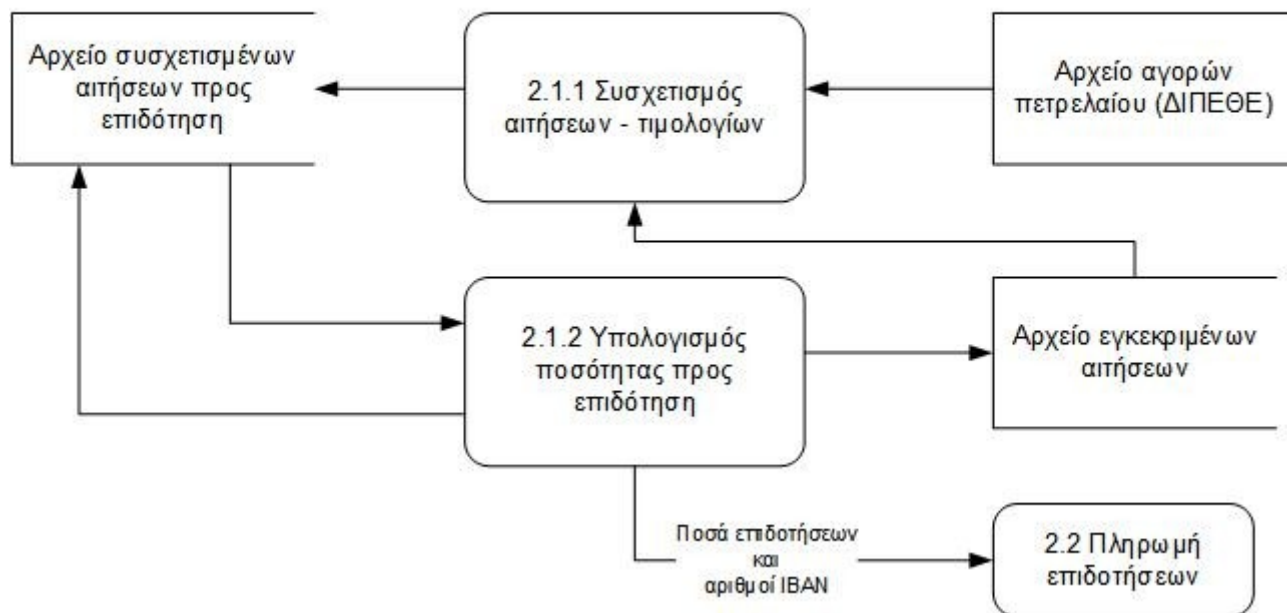 Αρχείο συσχετισμένων
αιτήσεων προς
επιδότηση
2.1.1 Συσχετισμός
αιτήσεων - τιμολογίων
Αρχείο αγορών
πετρελαίου (ΔΙΠΕΘΕ)
2.1.2 Υπολογισμός
ποσότητας προς
επιδότηση
Αρχείο εγκεκριμένων
αιτήσεων
Ποσά επιδοτήσεων
και
αριθμοί IBAN
2.2 Πληρωμή
επιδοτήσεων